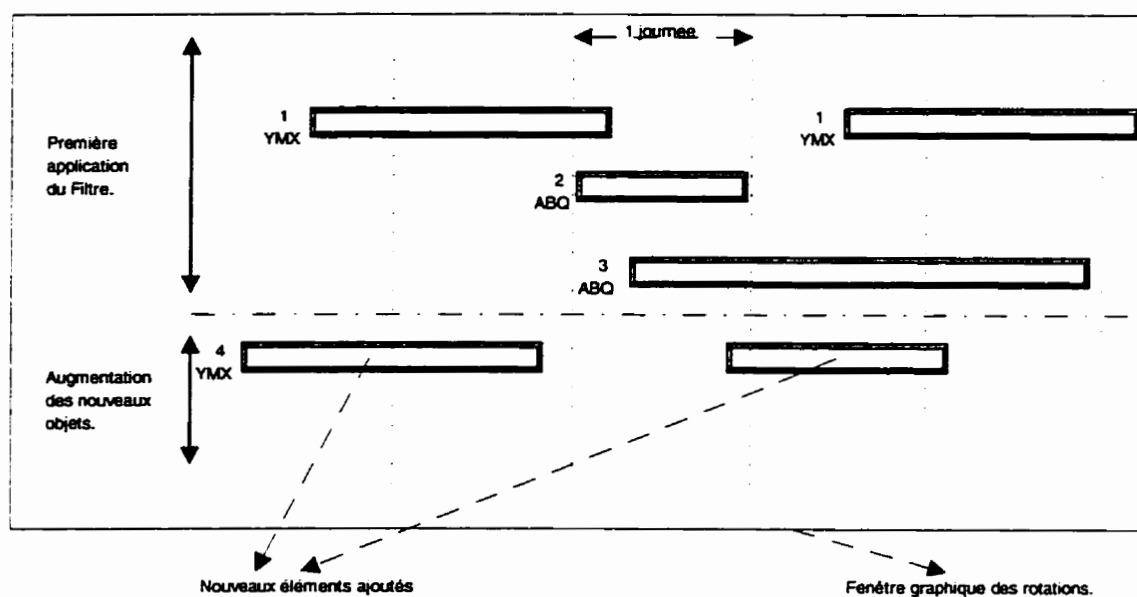 1 journee
1
YMX
1
YMX
Première
application
du Filtre.
2
ABQ
3
ABQ
4
YMX
Augmentation
des nouveaux
objets.
Nouveaux éléments ajoutés
Fenêtre graphique des rotations.